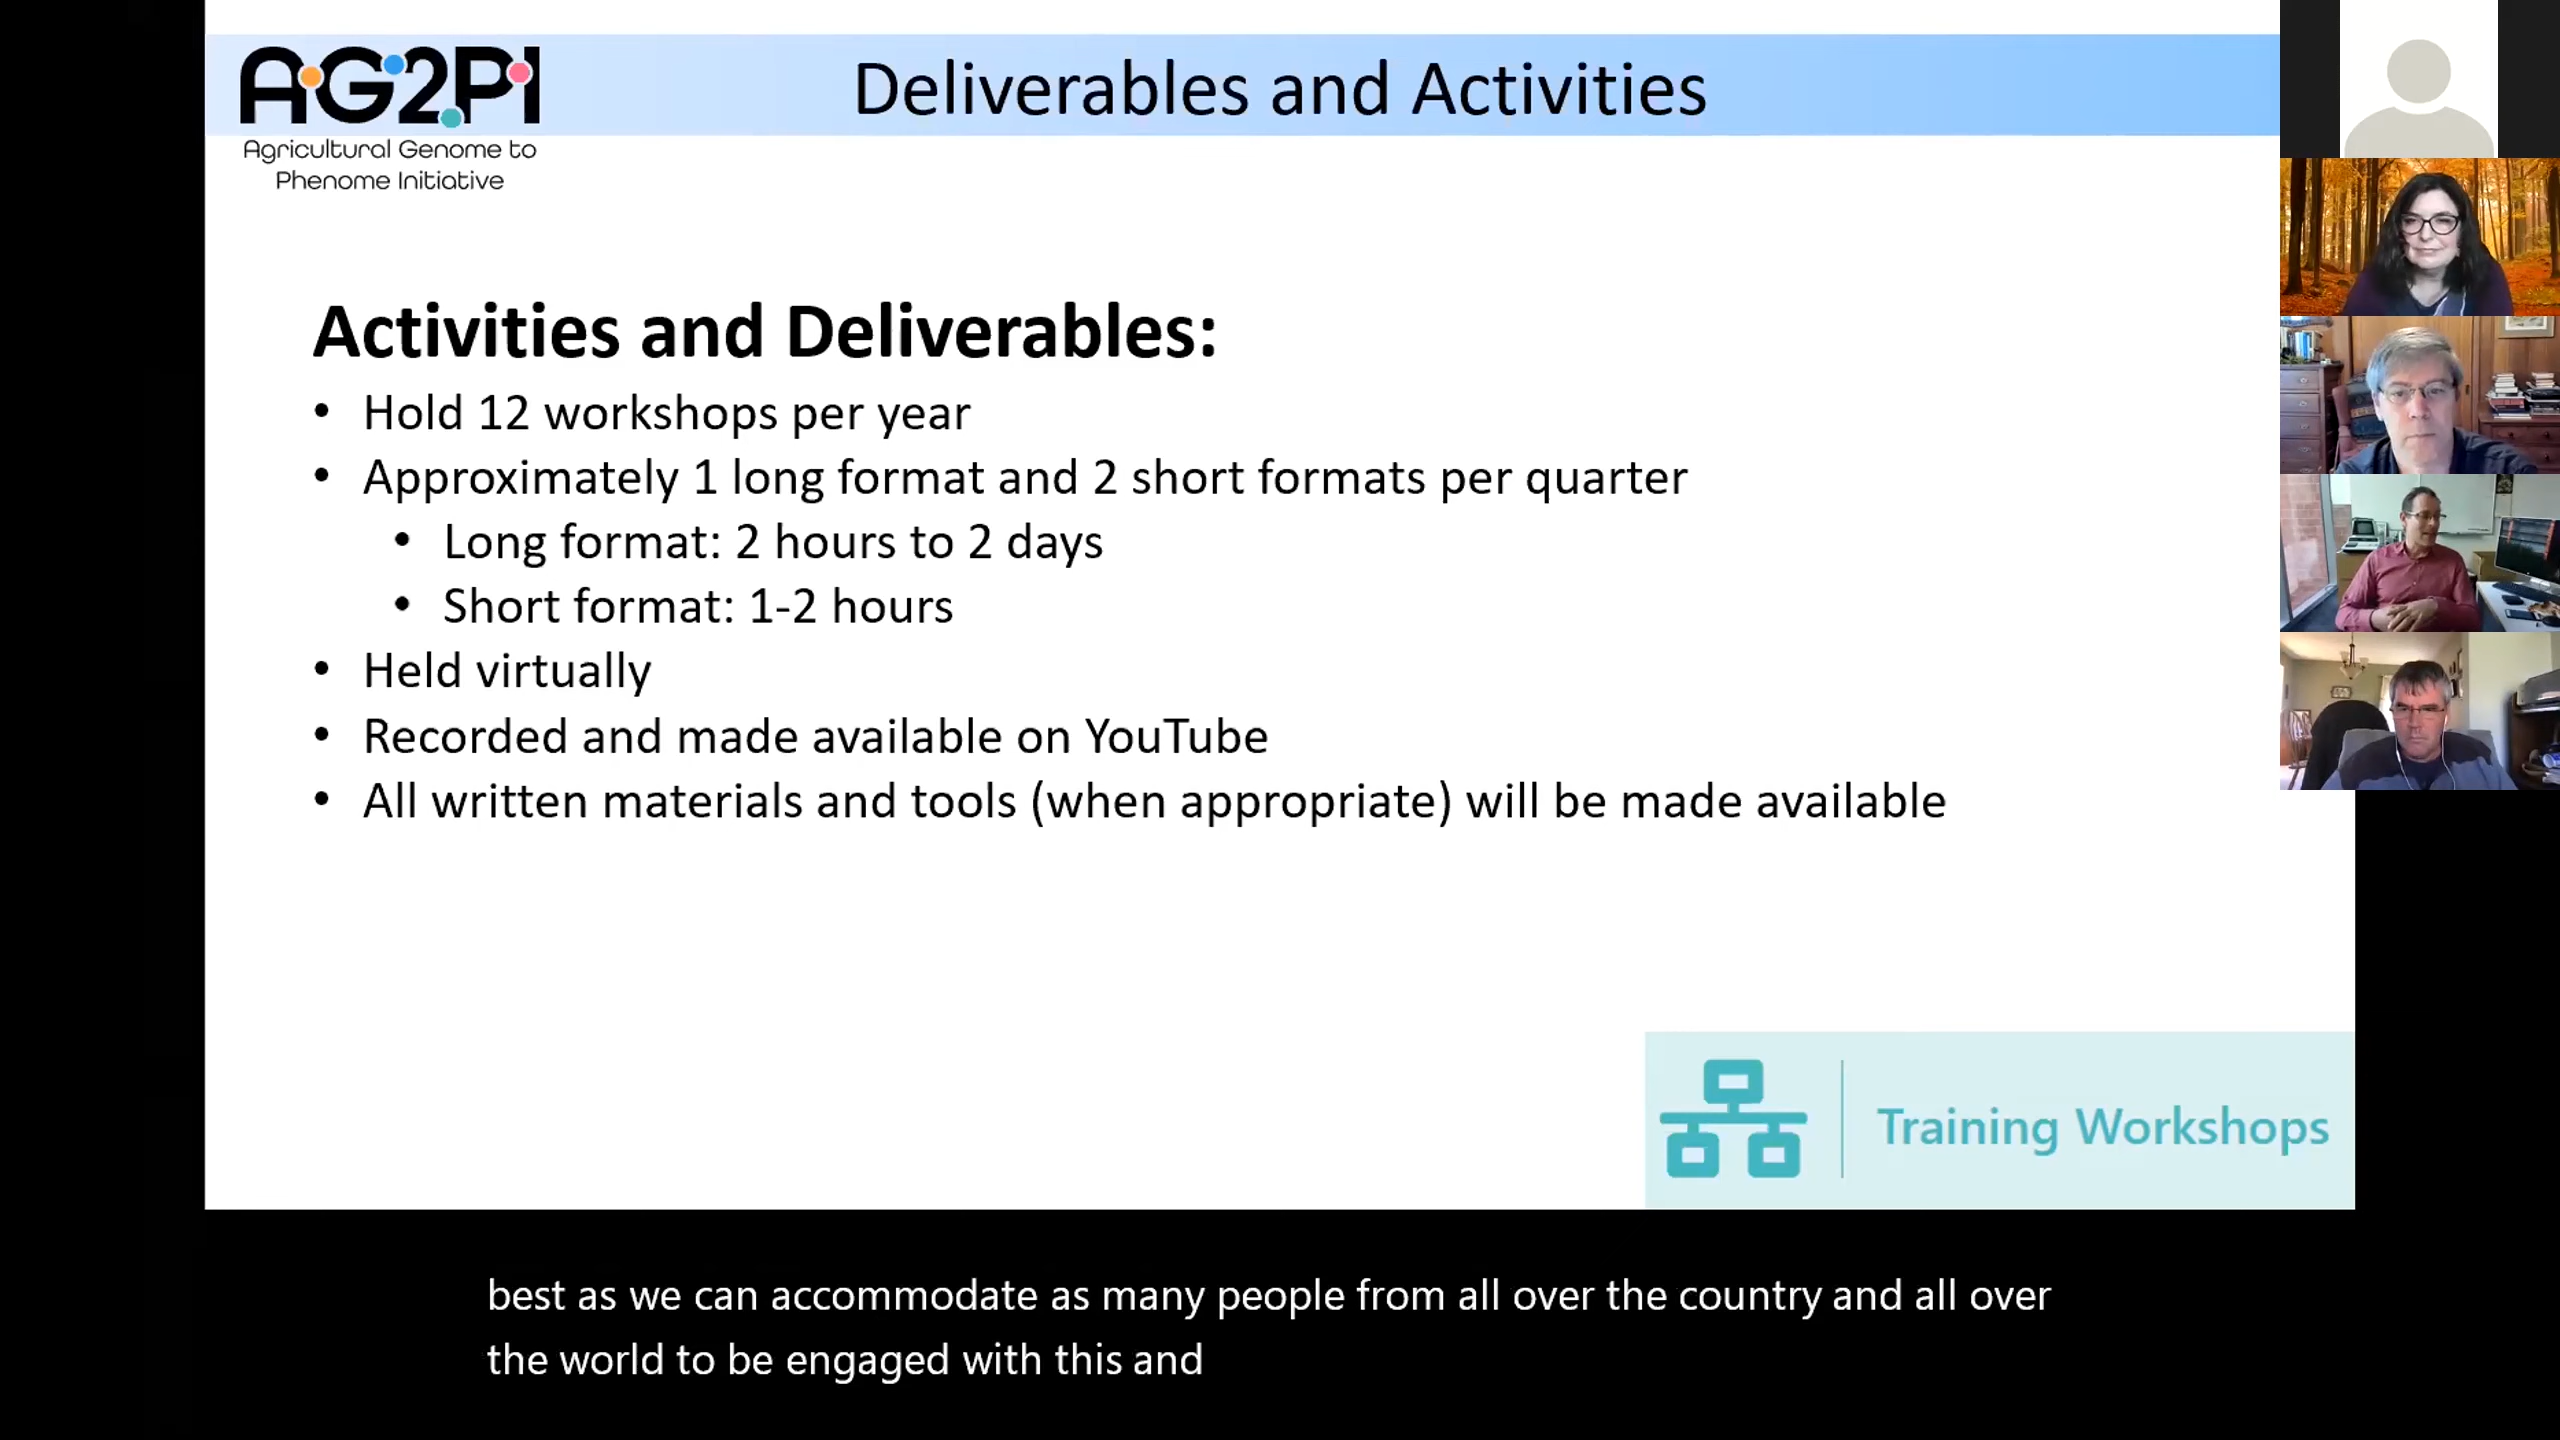 AG2PI
Agricultural Genome to
Phenome Initiative
Deliverables and Activities
Activities and Deliverables:
• Hold 12 workshops per year
• Approximately 1 long format and 2 short formats per quarter
• Long format: 2 hours to 2 days
• Short format: 1-2 hours
• Held virtually
• Recorded and made available on YouTube
• All written materials and tools (when appropriate) will be made available
Training Workshops
best as we can accommodate as many people from all over the country and all over
the world to be engaged with this and